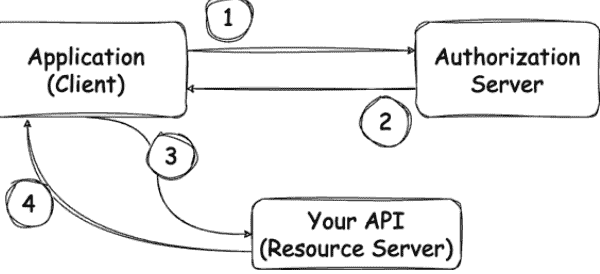 1
Application
(Client)
Authorization
Server
2
3
4
Your API
(Resource Server)